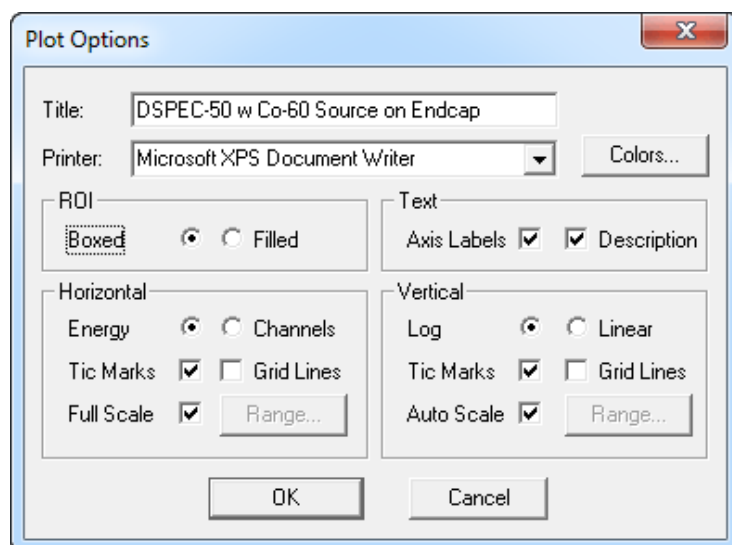 Plot Options
Title: DSPEC-50 w Co-60 Source on Endcap
Printer: Microsoft XPS Document Writer Colors...
ROI Text
Boxed Filled Axis Labels Description
Horizontal Vertical
Energy Channels Log Linear
Tic Marks Grid Lines Tic Marks Grid Lines
Full Scale Range... Auto Scale Range...
OK Cancel